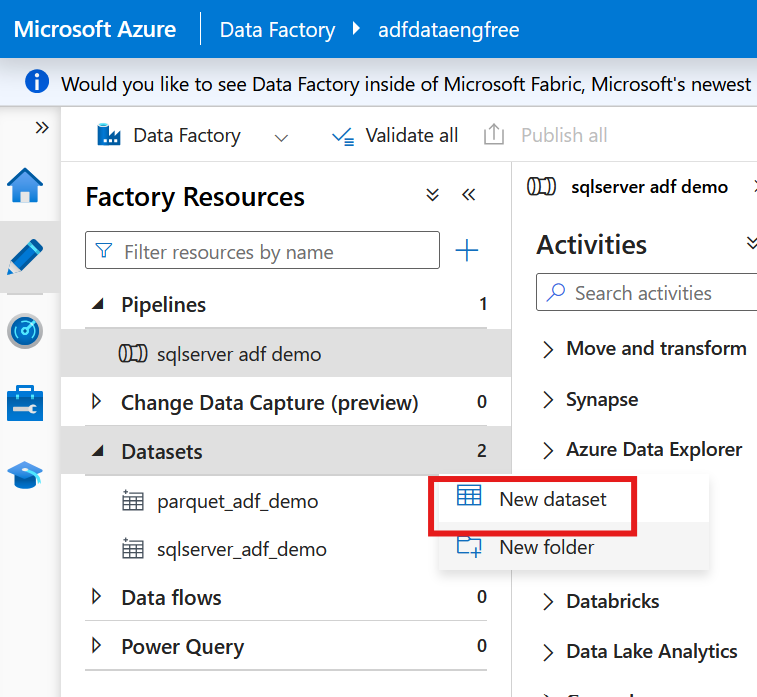 Microsoft Azure
Data Factory
adfdataengfree
Would you like to see Data Factory inside of Microsoft Fabric, Microsoft's newest
Data Factory
Validate all
Publish all
Factory Resources
Filter resources by name
Pipelines 1
sqlserver adf demo
Change Data Capture (preview) 0
Datasets 2
parquet_adf_demo
sqlserver_adf_demo
Data flows 0
Power Query 0
New dataset
New folder
sqlserver adf demo
Activities
Search activities
Move and transform
Synapse
Azure Data Explorer
Databricks
Data Lake Analytics